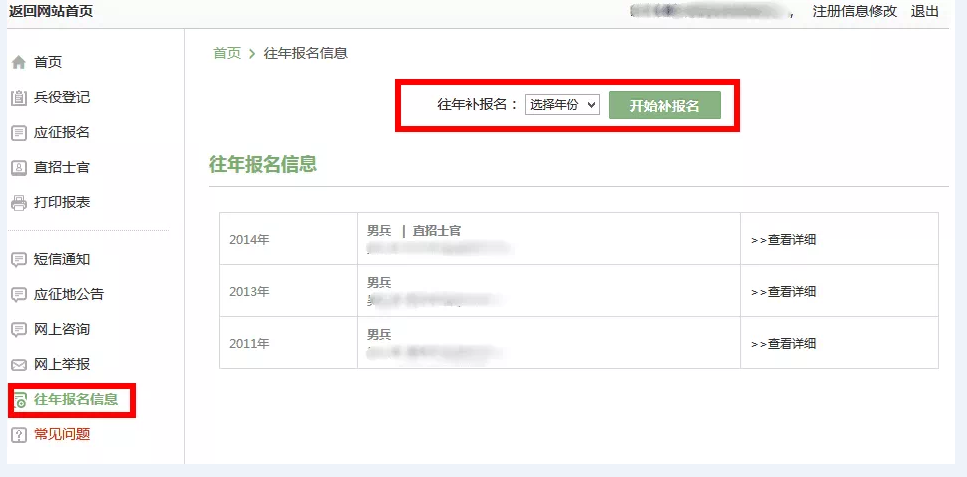 返回网站首页
， 注册信息修改 退出
首页
兵役登记
应征报名
直招士官
打印报表
短信通知
应征地公告
网上咨询
网上举报
往年报名信息
常见问题
首页 > 往年报名信息
往年补报名： 选择年份 开始补报名
往年报名信息
2014年 男兵 | 直招士官 >>查看详细
2013年 男兵 >>查看详细
2011年 男兵 >>查看详细